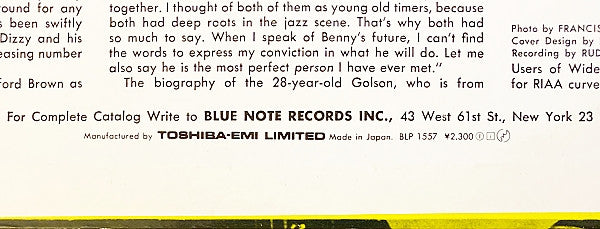 ound for any
s been swiftly
Dizzy and his
easing number
ford Brown as
together. I thought of both of them as young old timers, because
both had deep roots in the jazz scene. That's why both had
so much to say. When I speak of Benny's future, I can't find
the words to express my conviction in what he will do. Let me
also say he is the most perfect person I have ever met."
The biography of the 28-year-old Golson, who is from
Photo by FRANCIS
Cover Design by
Recording by RUD
Users of Wide
for RIAA curve
For Complete Catalog Write to BLUE NOTE RECORDS INC., 43 West 61st St., New York 23
Manufactured by TOSHIBA-EMI LIMITED Made in Japan. BLP 1557 ¥2,300